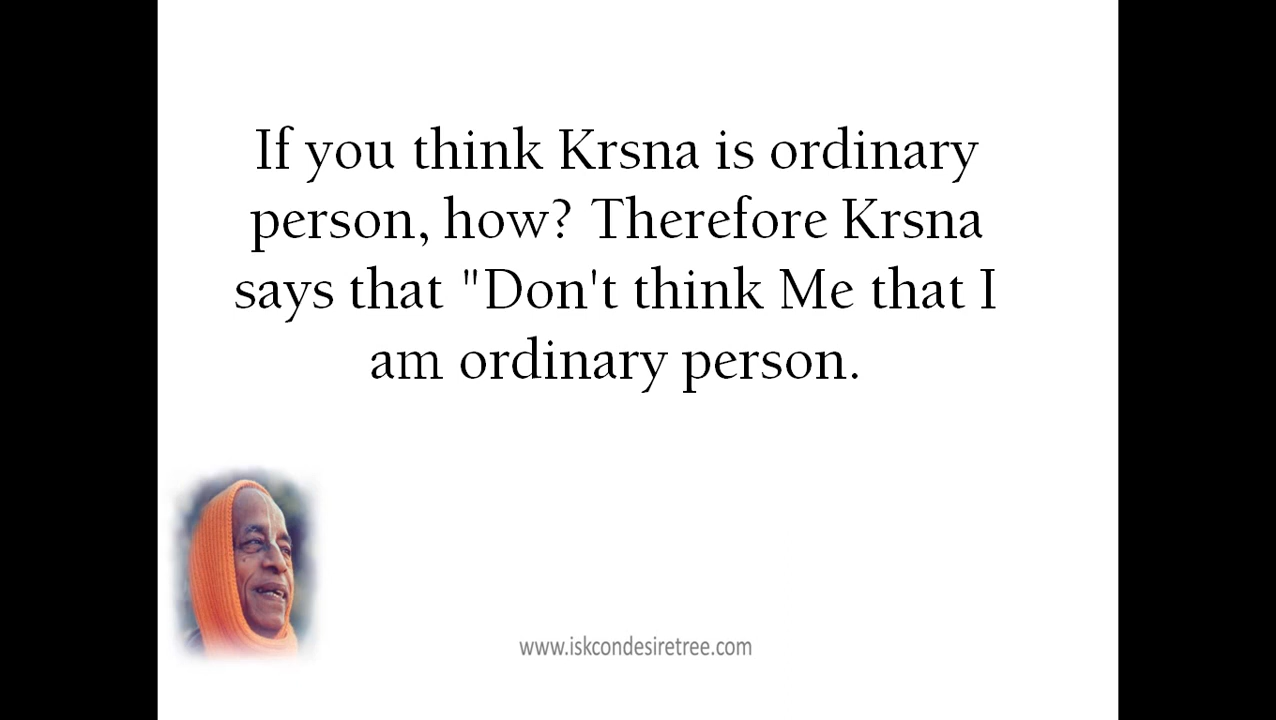 If you think Krsna is ordinary
person, how? Therefore Krsna
says that "Don't think Me that I
am ordinary person.
www.iskcondesiretree.com